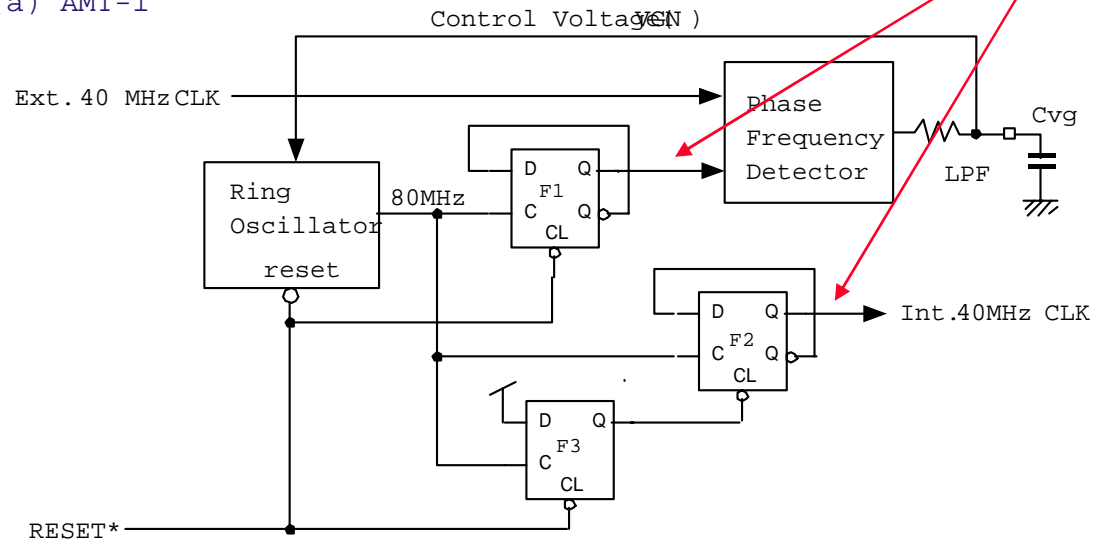 a) AMT-1
Control Voltage(VGN )
Ext. 40 MHz CLK
Phase
Frequency
Detector
Cvg
LPF
Ring
Oscillator
reset
80MHz
D Q
F1
C Q
CL
D Q
F2
C Q
CL
Int.40MHz CLK
D Q
F3
C
CL
RESET*